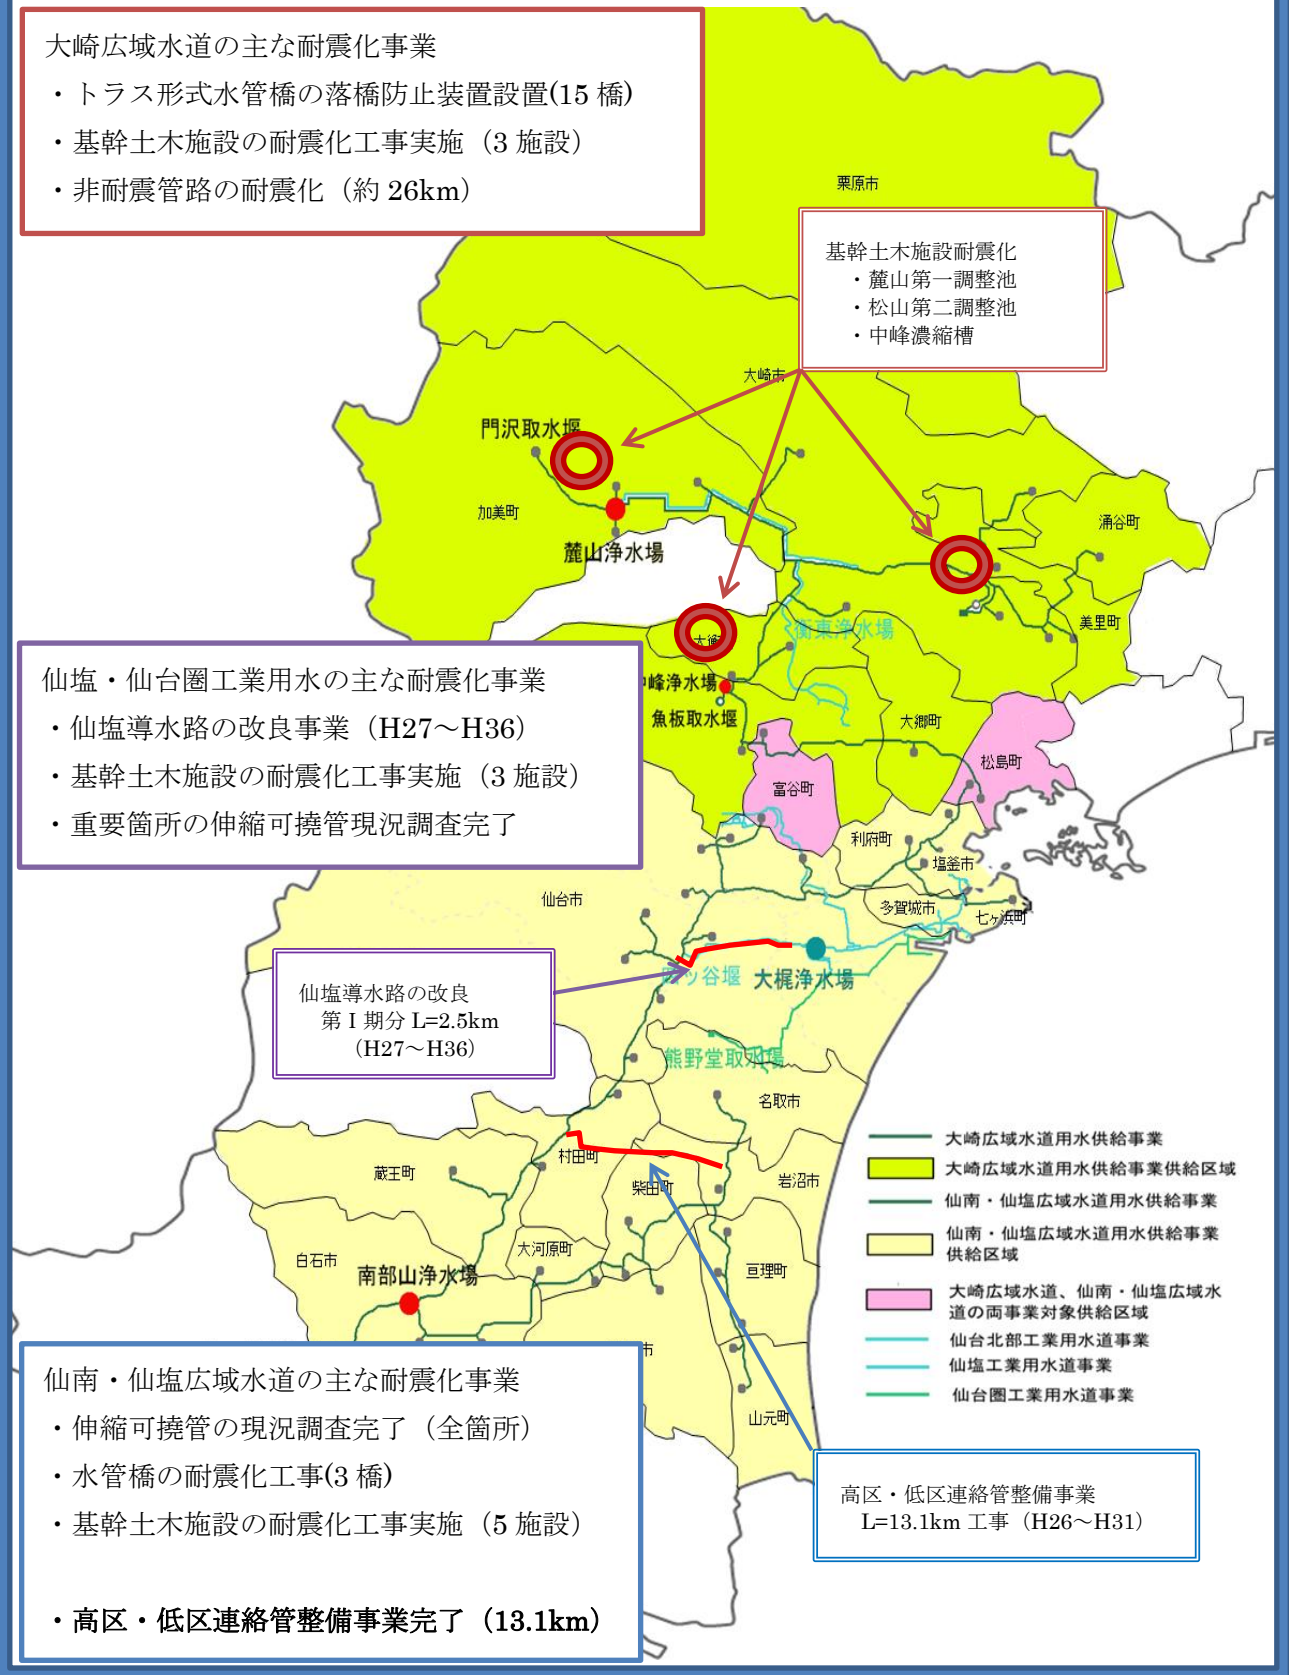 大崎広域水道の主な耐震化事業
・トラス形式水管橋の落橋防止装置設置(15 橋)
・基幹土木施設の耐震化工事実施（3 施設）
・非耐震管路の耐震化（約 26km）
栗原市
基幹土木施設耐震化
・麓山第一調整池
・松山第二調整池
・中峰濃縮槽
大崎市
門沢取水堰
加美町
涌谷町
麓山浄水場
美里町
衡東浄水場
大衡
仙塩・仙台圏工業用水の主な耐震化事業
・仙塩導水路の改良事業（H27～H36）
・基幹土木施設の耐震化工事実施（3 施設）
・重要箇所の伸縮可撓管現況調査完了
中峰浄水場
魚板取水堰
大郷町
松島町
富谷町
利府町
塩釜市
仙台市
多賀城市
七ヶ浜町
四ツ谷堰
大梶浄水場
仙塩導水路の改良
第Ⅰ期分 L=2.5km
（H27～H36）
熊野堂取水場
名取市
村田町
蔵王町
柴田町
岩沼市
白石市
大河原町
南部山浄水場
亘理町
市
山元町
大崎広域水道用水供給事業
大崎広域水道用水供給事業供給区域
仙南・仙塩広域水道用水供給事業
仙南・仙塩広域水道用水供給事業
供給区域
大崎広域水道、仙南・仙塩広域水
道の両事業対象供給区域
仙台北部工業用水道事業
仙塩工業用水道事業
仙台圏工業用水道事業
仙南・仙塩広域水道の主な耐震化事業
・伸縮可撓管の現況調査完了（全箇所）
・水管橋の耐震化工事(3 橋)
・基幹土木施設の耐震化工事実施（5 施設）
・高区・低区連絡管整備事業完了（13.1km）
高区・低区連絡管整備事業
L=13.1km 工事（H26～H31）